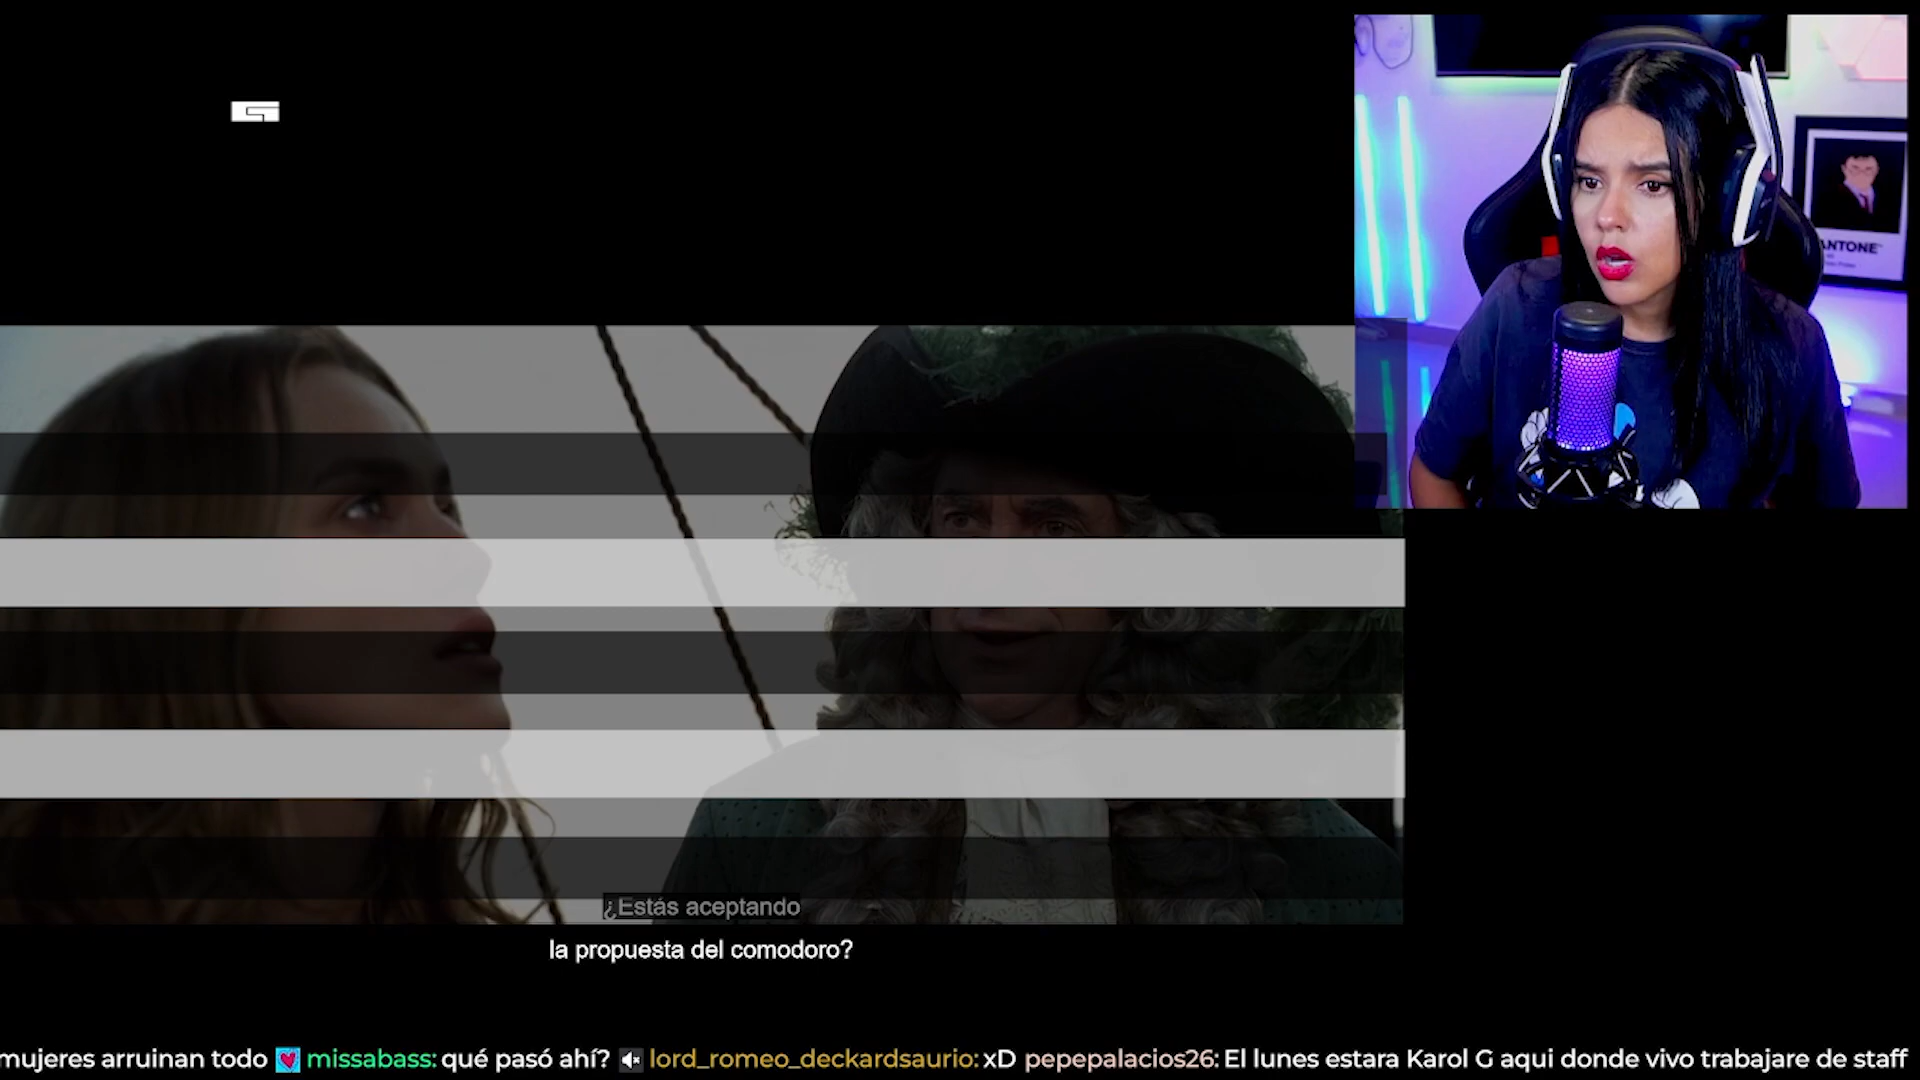 ANTONE
¿Estás aceptando
la propuesta del comodoro?
mujeres arruinan todo missabass: qué pasó ahí? lord_romeo_deckardsaurio: xD pepepalacios26: El lunes estara Karol G aqui donde vivo trabajare de staff